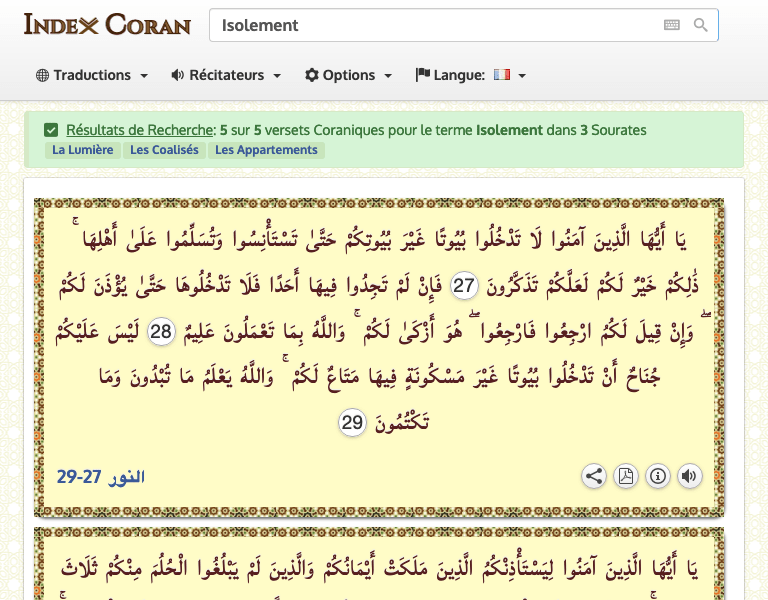 INDEX CORAN
Isolement
Traductions
Récitateurs
Options
Langue:
Résultats de Recherche: 5 sur 5 versets Coraniques pour le terme Isolement dans 3 Sourates
La Lumière Les Coalisés Les Appartements
يَا أَيُّهَا الَّذِينَ آمَنُوا لَا تَدْخُلُوا بُيُوتًا غَيْرَ بُيُوتِكُمْ حَتَّىٰ تَسْتَأْنِسُوا وَتُسَلِّمُوا عَلَىٰ أَهْلِهَا ۚ
ذَٰلِكُمْ خَيْرٌ لَكُمْ لَعَلَّكُمْ تَذَكَّرُونَ 27 فَإِنْ لَمْ تَجِدُوا فِيهَا أَحَدًا فَلَا تَدْخُلُوهَا حَتَّىٰ يُؤْذَنَ لَكُمْ
ۖ وَإِنْ قِيلَ لَكُمُ ارْجِعُوا فَارْجِعُوا ۖ هُوَ أَزْكَىٰ لَكُمْ ۚ وَاللَّهُ بِمَا تَعْمَلُونَ عَلِيمٌ 28 لَيْسَ عَلَيْكُمْ
جُنَاحٌ أَنْ تَدْخُلُوا بُيُوتًا غَيْرَ مَسْكُونَةٍ فِيهَا مَتَاعٌ لَكُمْ ۚ وَاللَّهُ يَعْلَمُ مَا تُبْدُونَ وَمَا
تَكْتُمُونَ 29
النور 27-29
يَا أَيُّهَا الَّذِينَ آمَنُوا لِيَسْتَأْذِنْكُمُ الَّذِينَ مَلَكَتْ أَيْمَانُكُمْ وَالَّذِينَ لَمْ يَبْلُغُوا الْحُلُمَ مِنْكُمْ ثَلَاثَ